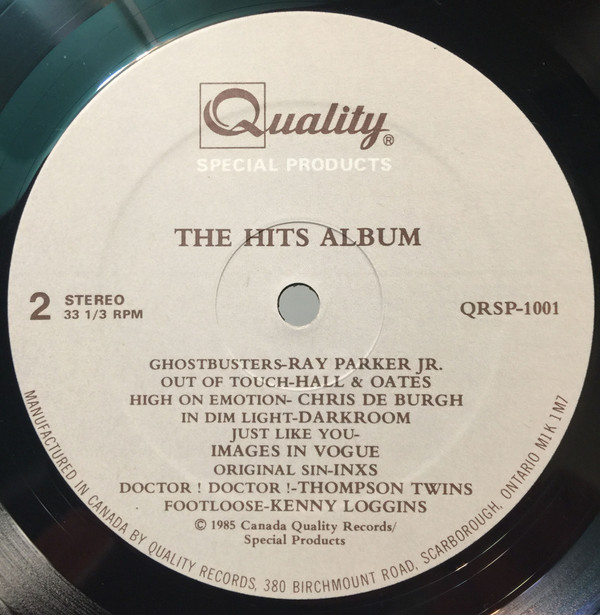 Quality®
SPECIAL PRODUCTS
THE HITS ALBUM
2 STEREO
33 1/3 RPM
QRSP-1001
GHOSTBUSTERS-RAY PARKER JR.
OUT OF TOUCH-HALL & OATES
HIGH ON EMOTION- CHRIS DE BURGH
IN DIM LIGHT-DARKROOM
JUST LIKE YOU-
IMAGES IN VOGUE
ORIGINAL SIN-INXS
DOCTOR ! DOCTOR !-THOMPSON TWINS
FOOTLOOSE-KENNY LOGGINS
© 1985 Canada Quality Records/
Special Products
MANUFACTURED IN CANADA BY QUALITY RECORDS, 380 BIRCHMOUNT ROAD, SCARBOROUGH, ONTARIO M1K 1M7